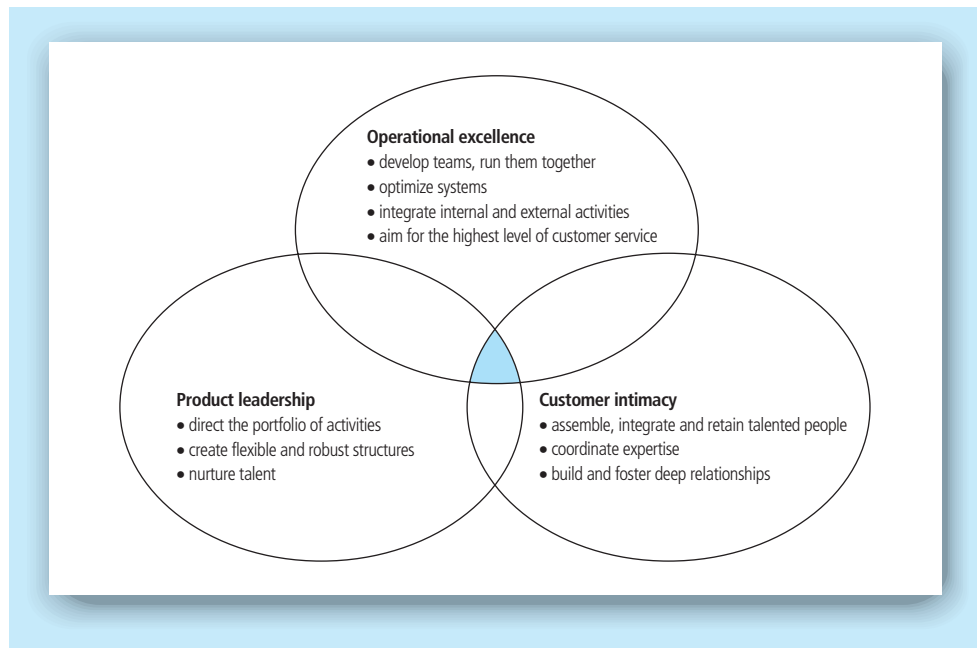 Operational excellence
• develop teams, run them together
• optimize systems
• integrate internal and external activities
• aim for the highest level of customer service
Product leadership
• direct the portfolio of activities
• create flexible and robust structures
• nurture talent
Customer intimacy
• assemble, integrate and retain talented people
• coordinate expertise
• build and foster deep relationships